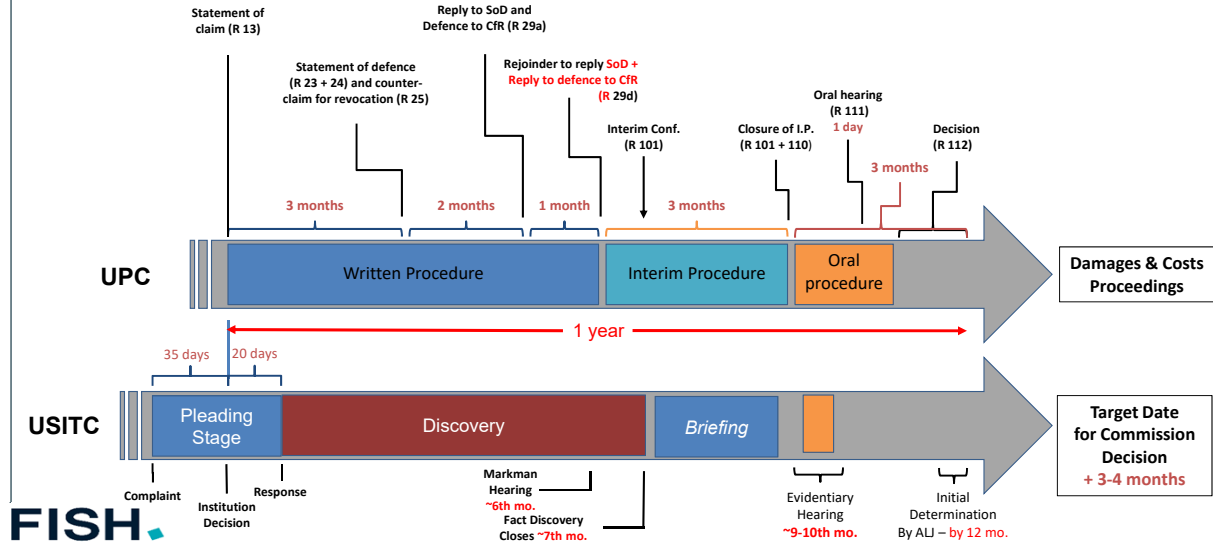 Statement of
claim (R 13)
Reply to SoD and
Defence to CfR (R 29a)
Statement of defence
(R 23 + 24) and counter-
claim for revocation (R 25)
Rejoinder to reply SoD +
Reply to defence to CfR
(R 29d)
Interim Conf.
(R 101)
Closure of I.P.
(R 101 + 110)
Oral hearing
(R 111)
1 day
Decision
(R 112)
3 months
3 months
2 months
1 month
3 months
UPC
Written Procedure
Interim Procedure
Oral
procedure
Damages & Costs
Proceedings
1 year
35 days
20 days
USITC
Pleading
Stage
Discovery
Briefing
Target Date
for Commission
Decision
+ 3-4 months
Complaint
Institution
Decision
Response
Markman
Hearing
~6th mo.
Fact Discovery
Closes ~7th mo.
Evidentiary
Hearing
~9-10th mo.
Initial
Determination
By ALJ – by 12 mo.
FISH.